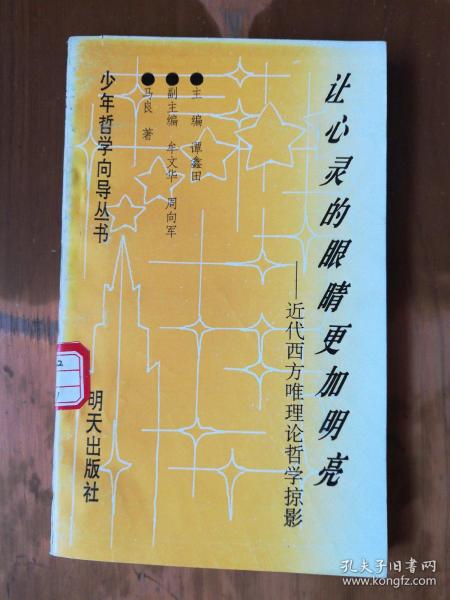 让心灵的眼睛更加明亮
——近代西方唯理论哲学掠影
●主 编 谭鑫田
●副主编 牟文华 周向军
●马良 著
少年哲学向导丛书
明天出版社
孔夫子旧书网
www.kongfz.com